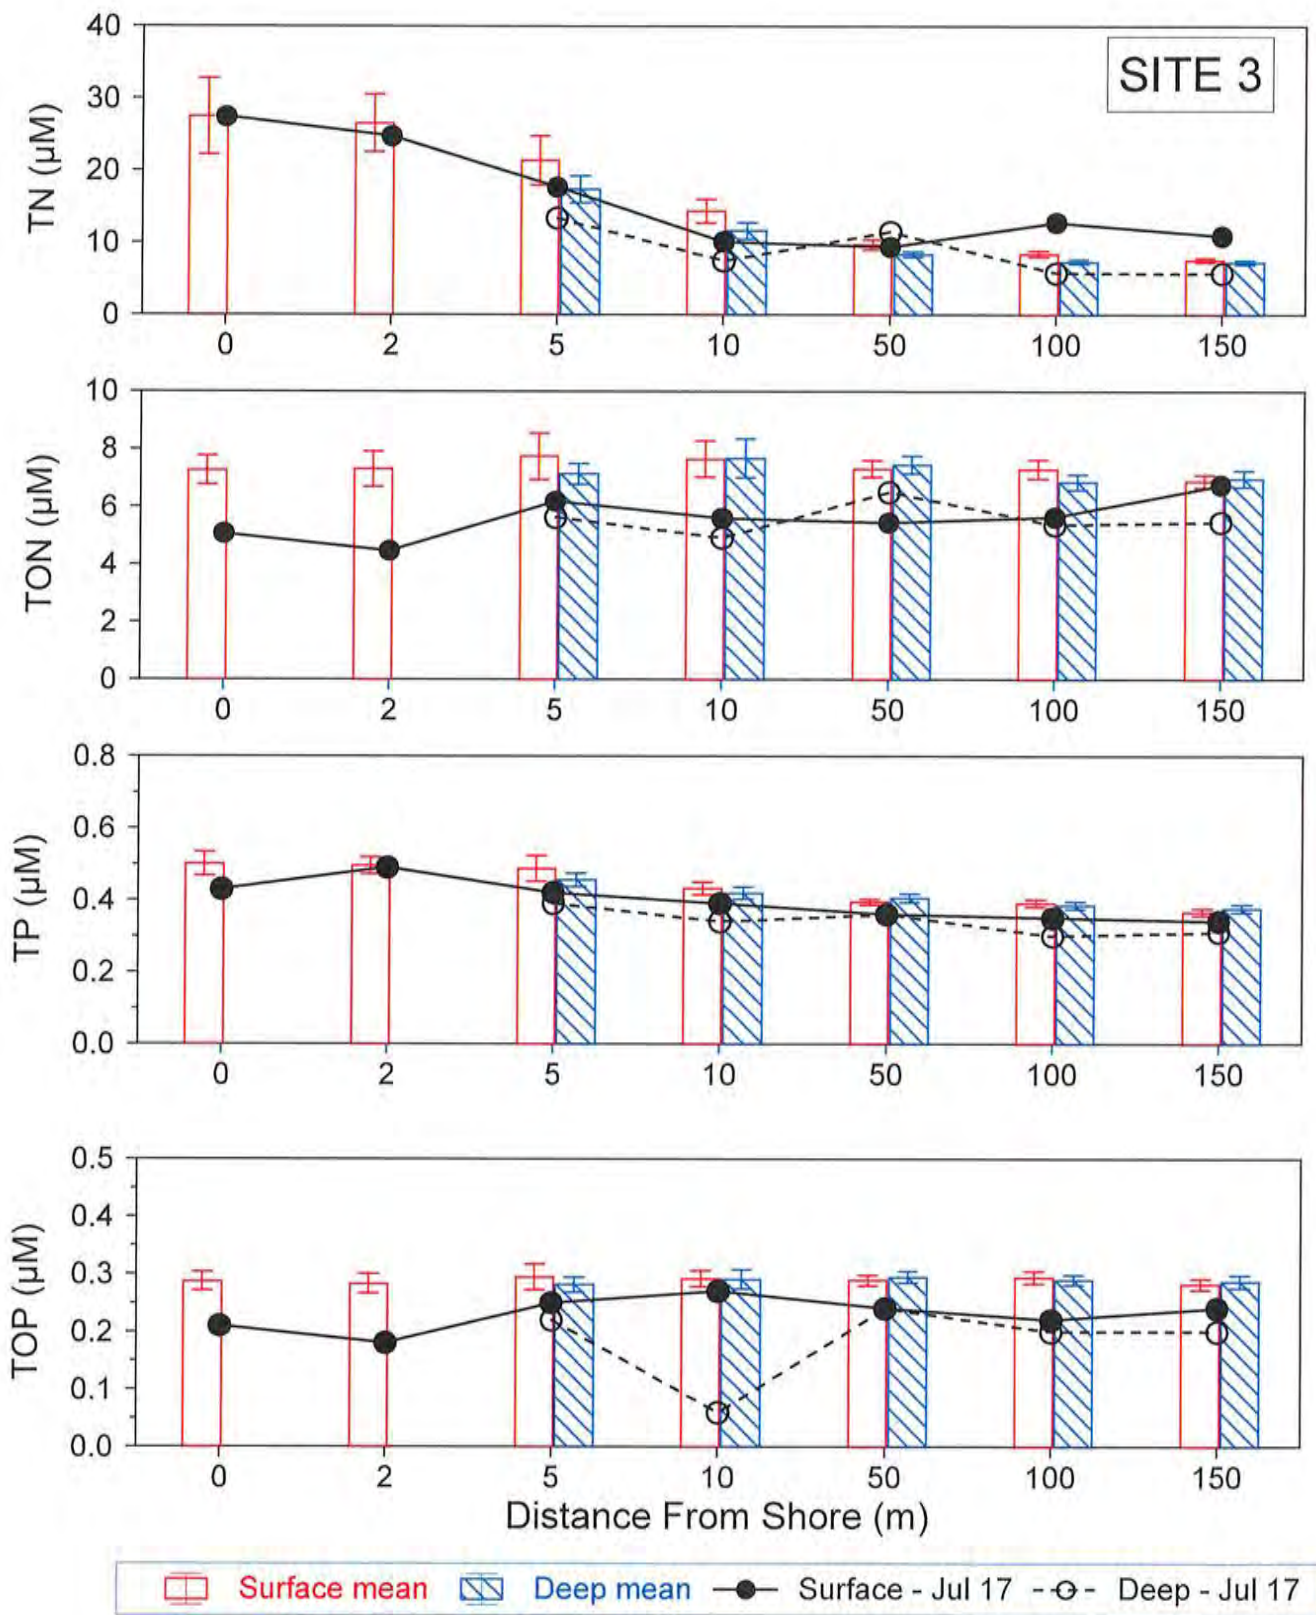 SITE 3
TN (µM)
40
30
20
10
0
0 2 5 10 50 100 150
TON (µM)
10
8
6
4
2
0
0 2 5 10 50 100 150
TP (µM)
0.8
0.6
0.4
0.2
0.0
0 2 5 10 50 100 150
TOP (µM)
0.5
0.4
0.3
0.2
0.1
0.0
0 2 5 10 50 100 150
Distance From Shore (m)
Surface mean Deep mean Surface - Jul 17 Deep - Jul 17